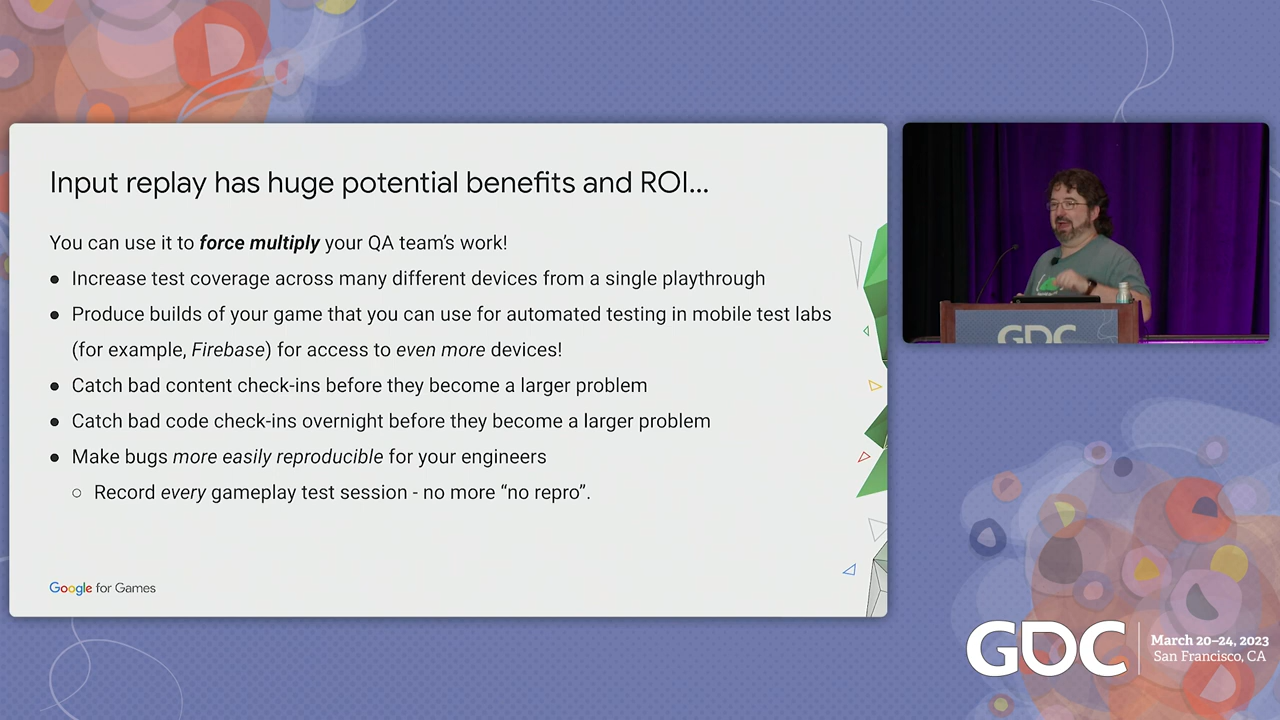 Input replay has huge potential benefits and ROI...
You can use it to force multiply your QA team's work!
● Increase test coverage across many different devices from a single playthrough
● Produce builds of your game that you can use for automated testing in mobile test labs
(for example, Firebase) for access to even more devices!
● Catch bad content check-ins before they become a larger problem
● Catch bad code check-ins overnight before they become a larger problem
● Make bugs more easily reproducible for your engineers
○ Record every gameplay test session - no more “no repro”.
Google for Games
GDC
GDC
March 20–24, 2023
San Francisco, CA